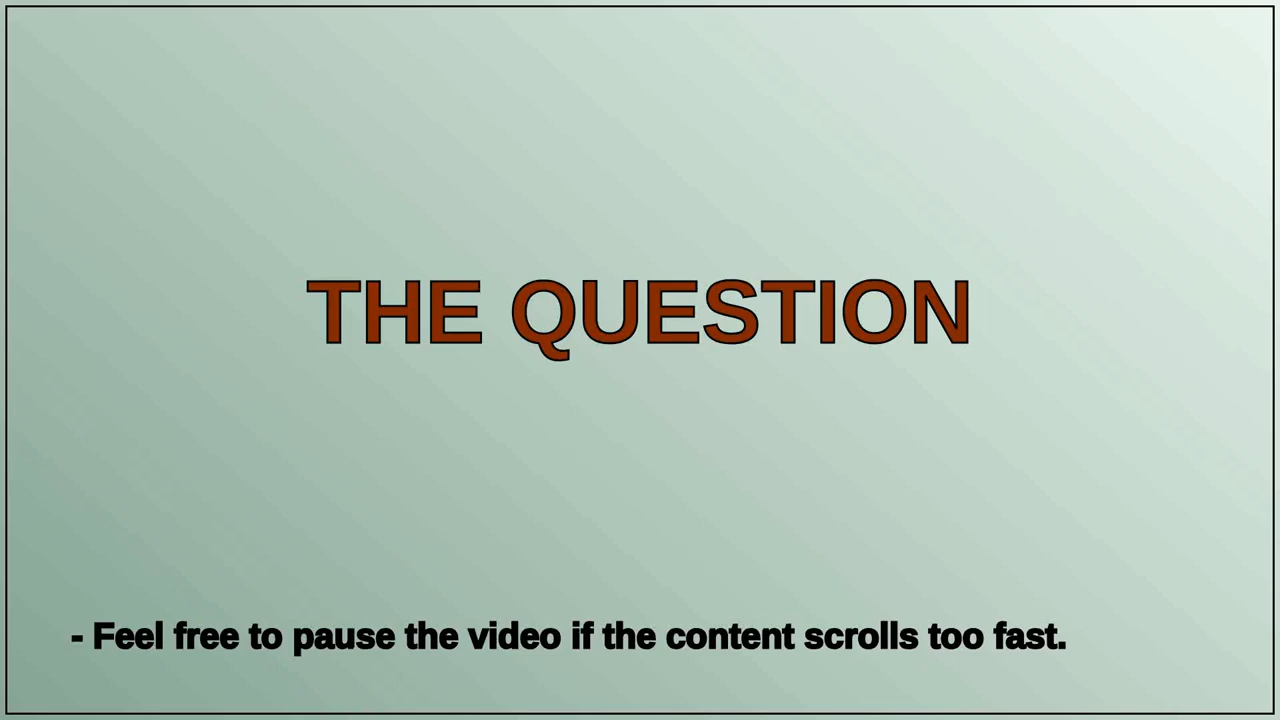 THE QUESTION
- Feel free to pause the video if the content scrolls too fast.